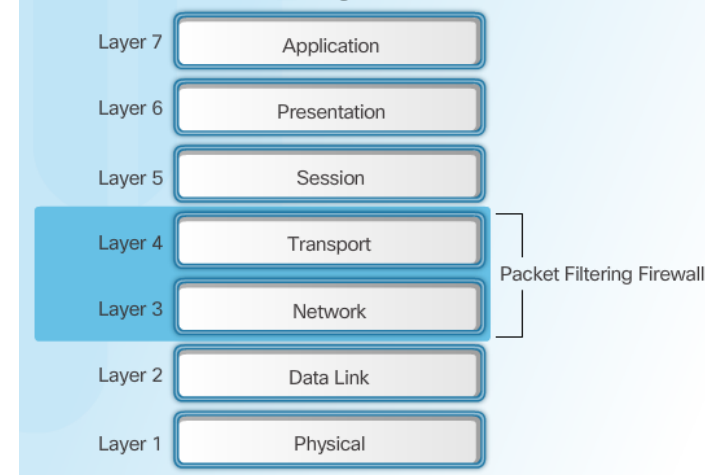 Layer 7 Application
Layer 6 Presentation
Layer 5 Session
Layer 4 Transport
Packet Filtering Firewall
Layer 3 Network
Layer 2 Data Link
Layer 1 Physical